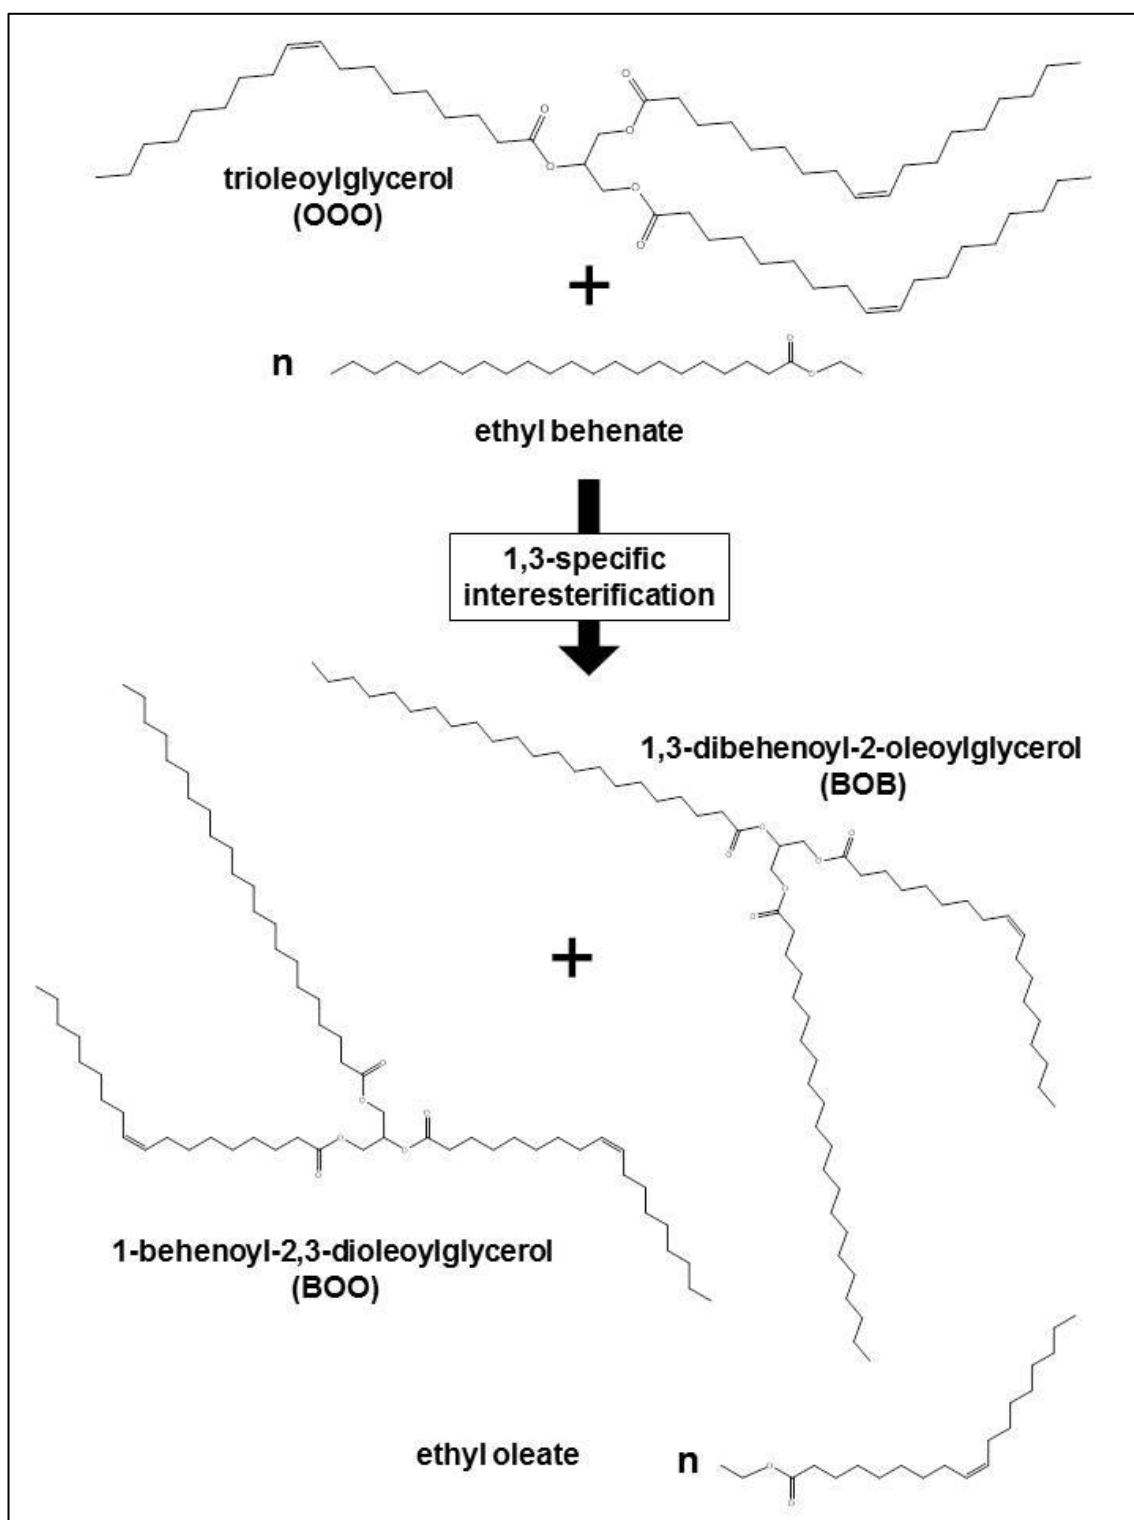 trioleoylglycerol
(OOO)
+
n
ethyl behenate
1,3-specific
interesterification
1,3-dibehenoyl-2-oleoylglycerol
(BOB)
+
1-behenoyl-2,3-dioleoylglycerol
(BOO)
ethyl oleate n